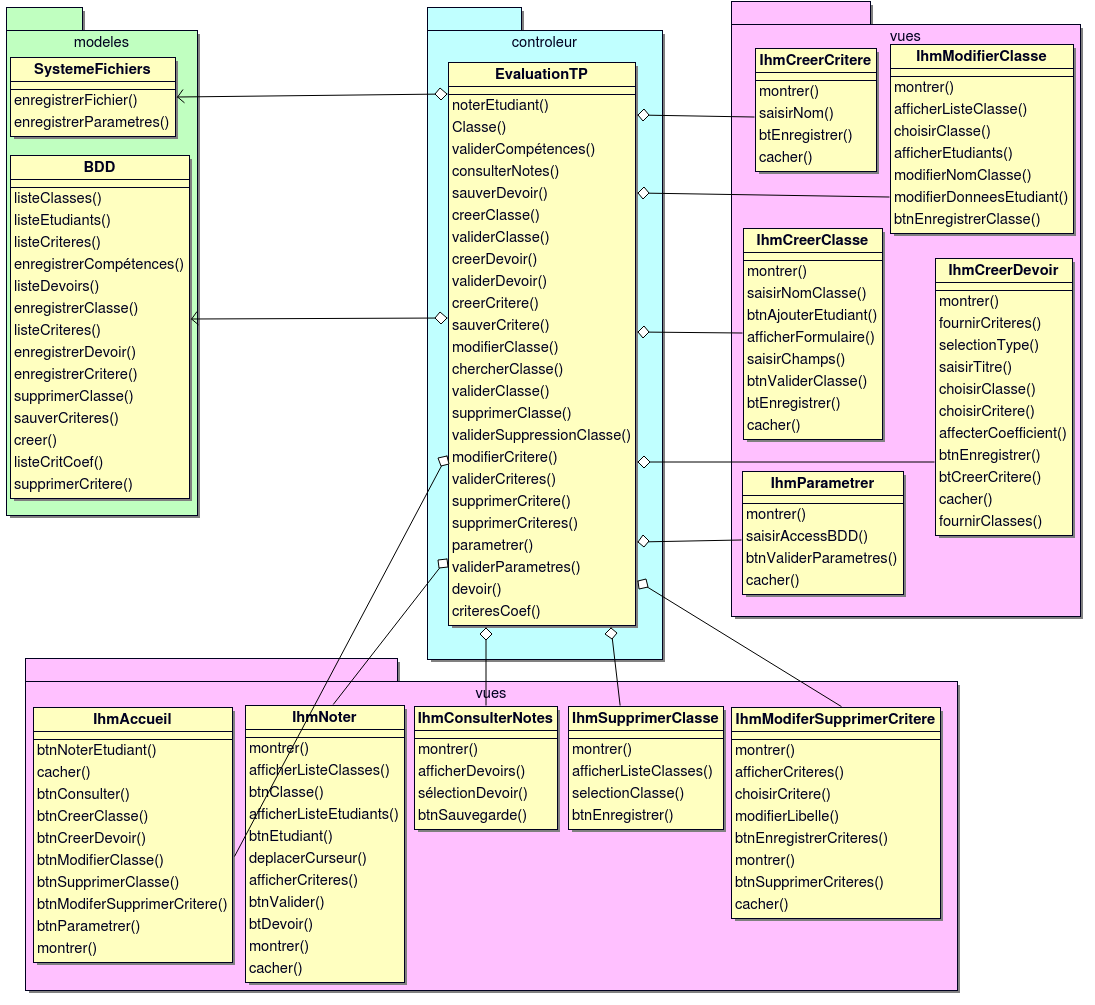 modeles
SystemeFichiers
enregistrerFichier()
enregistrerParametres()
BDD
listeClasses()
listeEtudiants()
listeCriteres()
enregistrerCompétences()
listeDevoirs()
enregistrerClasse()
listeCriteres()
enregistrerDevoir()
enregistrerCritere()
supprimerClasse()
sauverCriteres()
creer()
listeCritCoef()
supprimerCritere()
controleur
EvaluationTP
noterEtudiant()
Classe()
validerCompétences()
consulterNotes()
sauverDevoir()
creerClasse()
validerClasse()
creerDevoir()
validerDevoir()
creerCritere()
sauverCritere()
modifierClasse()
chercherClasse()
validerClasse()
supprimerClasse()
validerSuppressionClasse()
modifierCritere()
validerCriteres()
supprimerCritere()
supprimerCriteres()
parametrer()
validerParametres()
devoir()
criteresCoef()
vues
IhmCreerCritere
montrer()
saisirNom()
btEnregistrer()
cacher()
IhmModifierClasse
montrer()
afficherListeClasse()
choisirClasse()
afficherEtudiants()
modifierNomClasse()
modifierDonneesEtudiant()
btnEnregistrerClasse()
IhmCreerClasse
montrer()
saisirNomClasse()
btnAjouterEtudiant()
afficherFormulaire()
saisirChamps()
btnValiderClasse()
btEnregistrer()
cacher()
IhmCreerDevoir
montrer()
fournirCriteres()
selectionType()
saisirTitre()
choisirClasse()
choisirCritere()
affecterCoefficient()
btnEnregistrer()
btCreerCritere()
cacher()
fournirClasses()
IhmParametrer
montrer()
saisirAccessBDD()
btnValiderParametres()
cacher()
vues
IhmAccueil
btnNoterEtudiant()
cacher()
btnConsulter()
btnCreerClasse()
btnCreerDevoir()
btnModifierClasse()
btnSupprimerClasse()
btnModiferSupprimerCritere()
btnParametrer()
montrer()
IhmNoter
montrer()
afficherListeClasses()
btnClasse()
afficherListeEtudiants()
btnEtudiant()
deplacerCurseur()
afficherCriteres()
btnValider()
btDevoir()
montrer()
cacher()
IhmConsulterNotes
montrer()
afficherDevoirs()
sélectionDevoir()
btnSauvegarde()
IhmSupprimerClasse
montrer()
afficherListeClasses()
selectionClasse()
btnEnregistrer()
IhmModiferSupprimerCritere
montrer()
afficherCriteres()
choisirCritere()
modifierLibelle()
btnEnregistrerCriteres()
montrer()
btnSupprimerCriteres()
cacher()